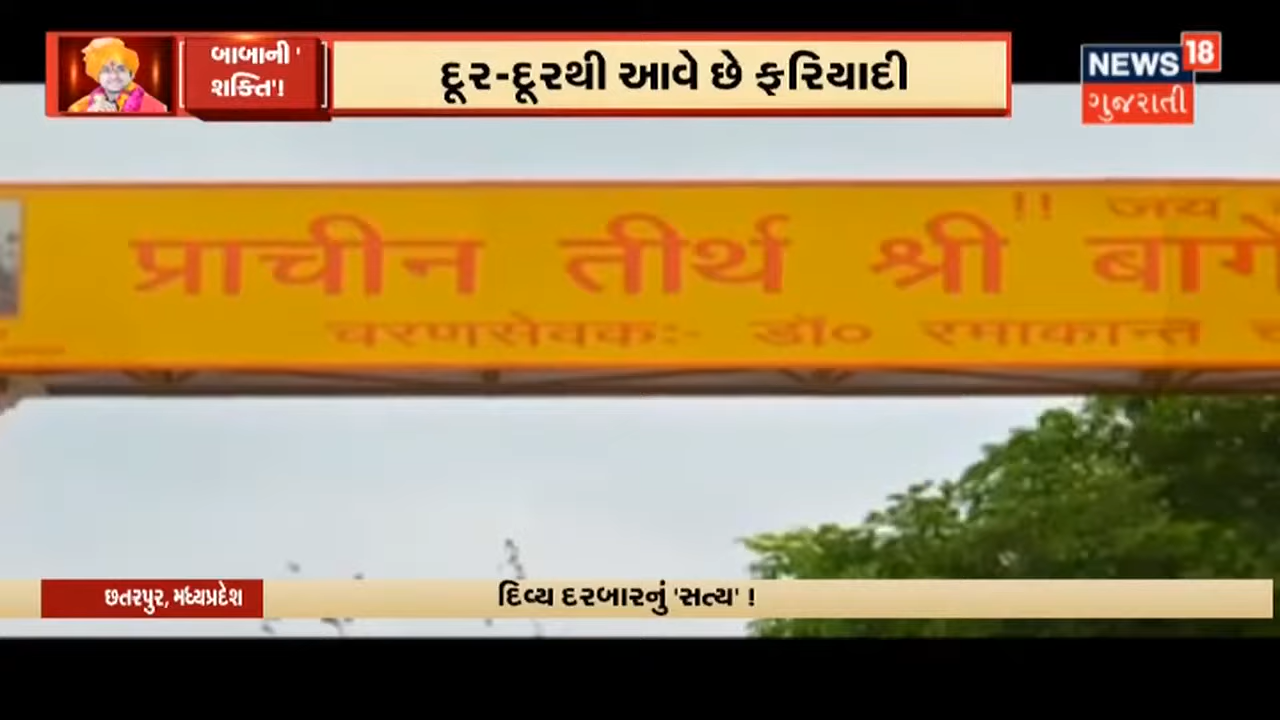 બાબાની '
શક્તિ'!
દૂર-દૂરથી આવે છે ફરિયાદી
NEWS 18
ગુજરાતી
!! जय
प्राचीन तीर्थ श्री बागे
चरणसेवकः- डॉ० रमाकान्त
છતરપુર, મધ્યપ્રદેશ
દિવ્ય દરબારનું 'સત્ય' !